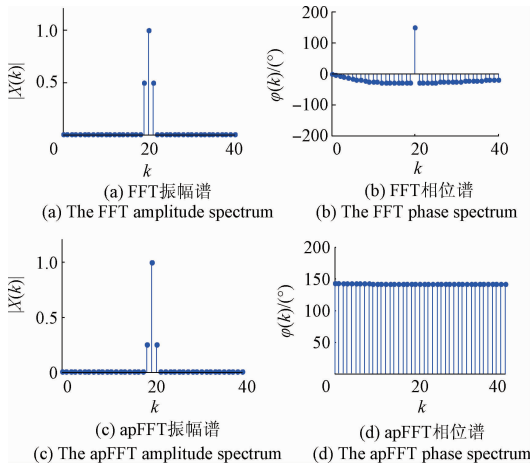 |X(k)|
1.0
0.5
0
20
40
k
(a) FFT振幅谱
(a) The FFT amplitude spectrum
φ(k)/(°)
200
100
0
−100
−200
0
20
40
k
(b) FFT相位谱
(b) The FFT phase spectrum
|X(k)|
1.0
0.5
0
0
20
40
k
(c) apFFT振幅谱
(c) The apFFT amplitude spectrum
φ(k)/(°)
200
150
100
50
0
20
40
k
(d) apFFT相位谱
(d) The apFFT phase spectrum